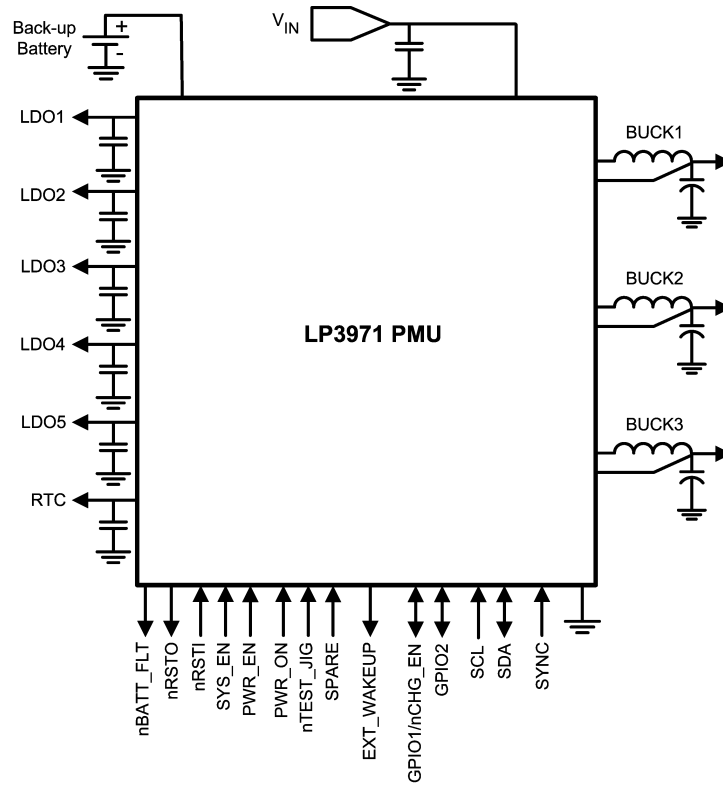 Back-up
Battery
+
-
VIN
LDO1
LDO2
LDO3
LDO4
LDO5
RTC
LP3971 PMU
BUCK1
BUCK2
BUCK3
nBATT_FLT
nRSTO
nRSTI
SYS_EN
PWR_EN
PWR_ON
nTEST_JIG
SPARE
EXT_WAKEUP
GPIO1/nCHG_EN
GPIO2
SCL
SDA
SYNC